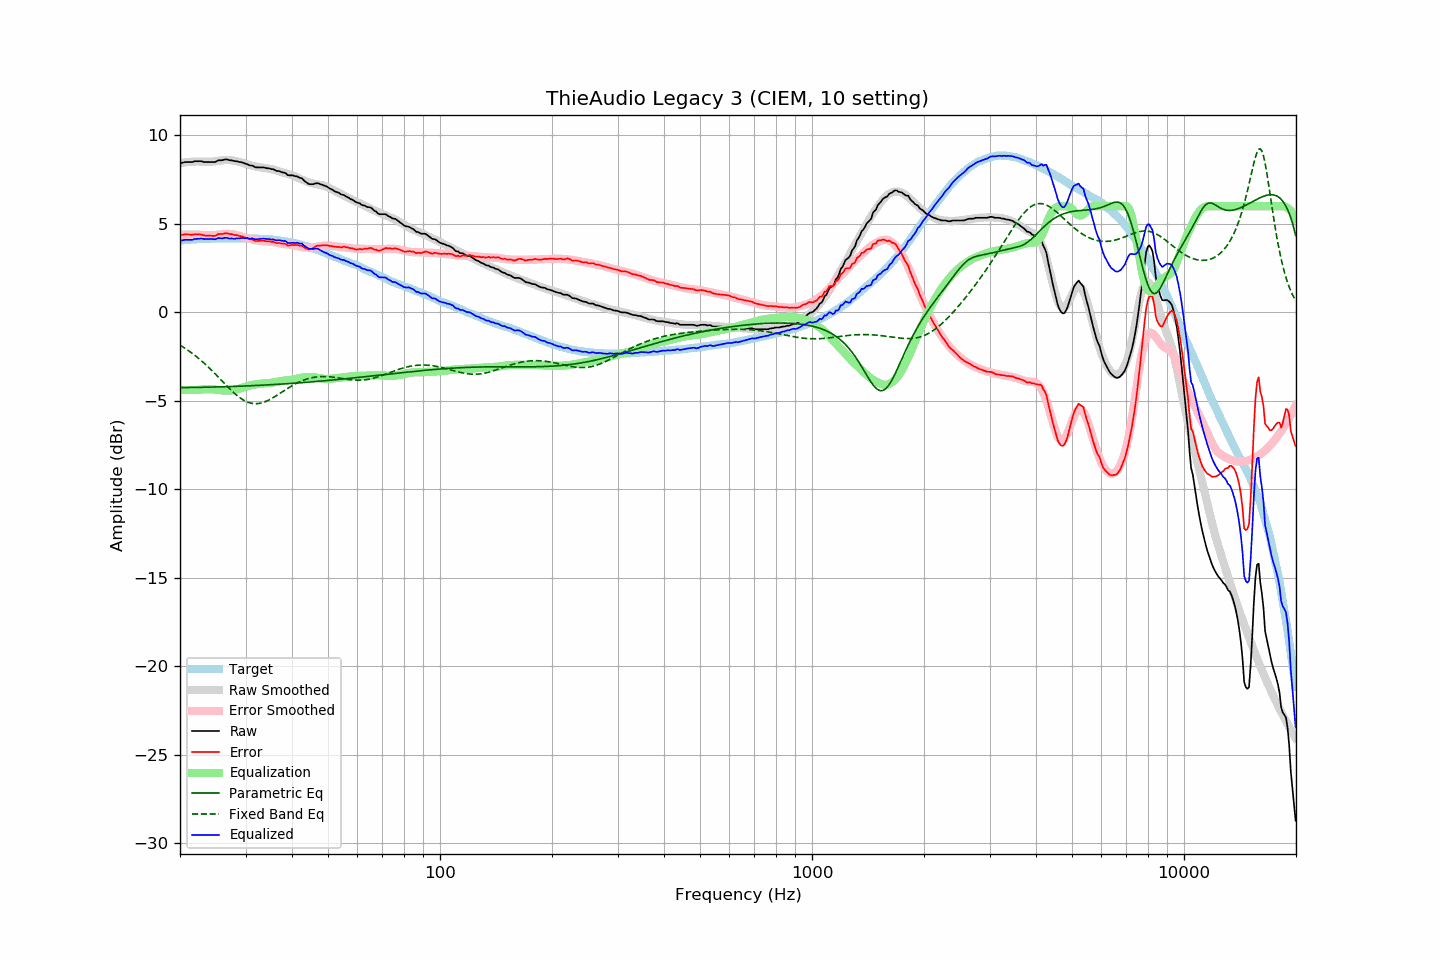 ThieAudio Legacy 3 (CIEM, 10 setting)
10
5
0
−5
−10
−15
−20
−25
−30
Amplitude (dBr)
Target
Raw Smoothed
Error Smoothed
Raw
Error
Equalization
Parametric Eq
Fixed Band Eq
Equalized
100
1000
10000
Frequency (Hz)